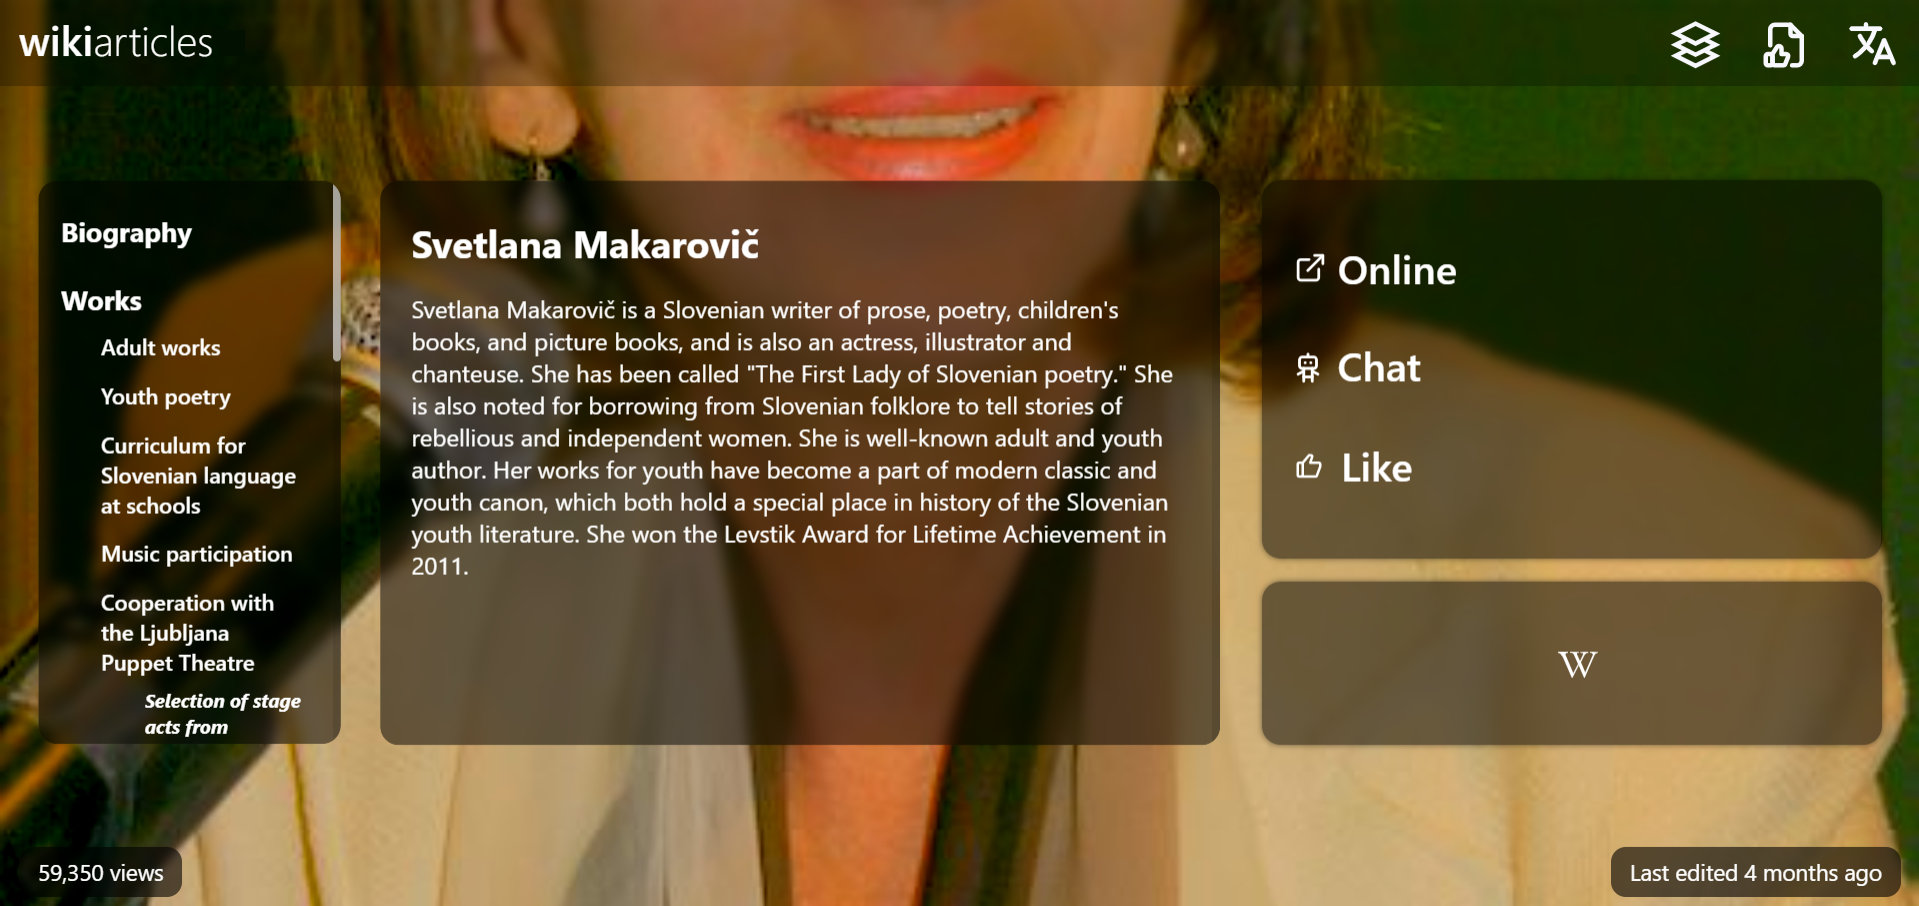 wikiarticles
Biography
Works
Adult works
Youth poetry
Curriculum for
Slovenian language
at schools
Music participation
Cooperation with
the Ljubljana
Puppet Theatre
Selection of stage
acts from
Svetlana Makarovič
Svetlana Makarovič is a Slovenian writer of prose, poetry, children's
books, and picture books, and is also an actress, illustrator and
chanteuse. She has been called "The First Lady of Slovenian poetry." She
is also noted for borrowing from Slovenian folklore to tell stories of
rebellious and independent women. She is well-known adult and youth
author. Her works for youth have become a part of modern classic and
youth canon, which both hold a special place in history of the Slovenian
youth literature. She won the Levstik Award for Lifetime Achievement in
2011.
Online
Chat
Like
W
59,350 views
Last edited 4 months ago